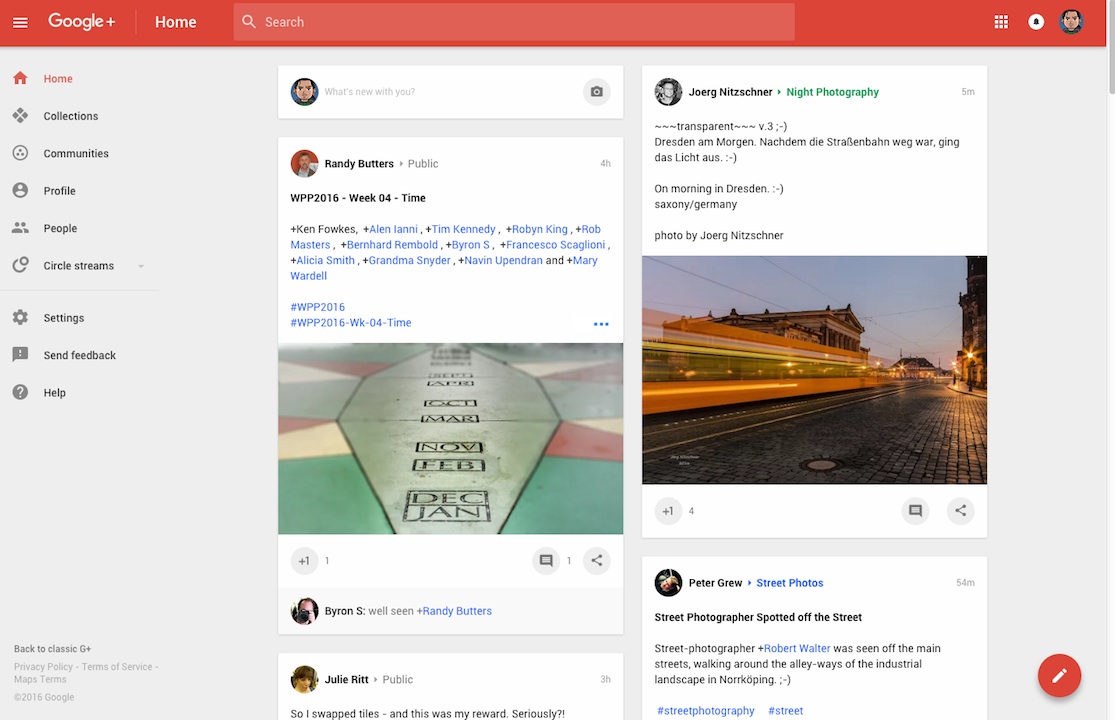 Google+
Home
Search
Home
Collections
Communities
Profile
People
Circle streams
Settings
Send feedback
Help
Back to classic G+
Privacy Policy - Terms of Service -
Maps Terms
©2016 Google
What's new with you?
Randy Butters Public 4h
WPP2016 - Week 04 - Time
+Ken Fowkes, +Alen Ianni , +Tim Kennedy , +Robyn King , +Rob
Masters , +Bernhard Rembold , +Byron S , +Francesco Scaglioni ,
+Alicia Smith , +Grandma Snyder , +Navin Upendran and +Mary
Wardell
#WPP2016
#WPP2016-Wk-04-Time
SEPT
APR
OCT
MAR
NOV
FEB
DEC
JAN
+1 1 1
Byron S: well seen +Randy Butters
Julie Ritt Public 3h
So I swapped tiles - and this was my reward. Seriously?!
Joerg Nitzschner Night Photography 5m
~~~transparent~~~ v.3 ;-)
Dresden am Morgen. Nachdem die Straßenbahn weg war, ging
das Licht aus. :-)
On morning in Dresden. :-)
saxony/germany
photo by Joerg Nitzschner
+1 4
Peter Grew Street Photos 54m
Street Photographer Spotted off the Street
Street-photographer +Robert Walter was seen off the main
streets, walking around the alley-ways of the industrial
landscape in Norrköping. ;-)
#streetphotography #street